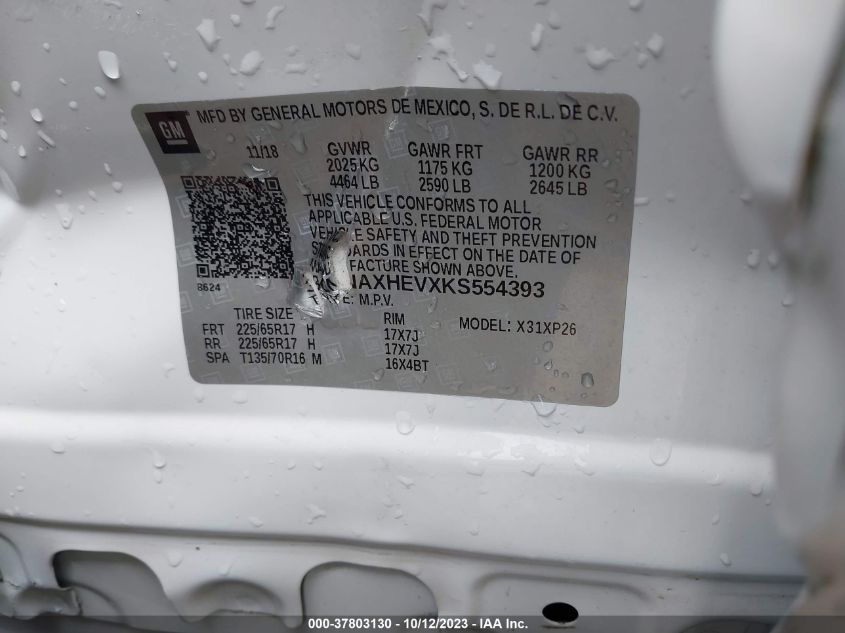 GM MFD BY GENERAL MOTORS DE MEXICO, S. DE R.L. DE C.V.
11/18 GVWR GAWR FRT GAWR RR
2025 KG 1175 KG 1200 KG
4464 LB 2590 LB 2645 LB
THIS VEHICLE CONFORMS TO ALL
APPLICABLE U.S. FEDERAL MOTOR
VEHICLE SAFETY AND THEFT PREVENTION
IN EFFECT ON THE DATE OF
SHOWN ABOVE.
8624
AXHEVXKS554393
M.P.V.
TIRE SIZE RIM MODEL: X31XP26
FRT 225/65R17 H 17X7J
RR 225/65R17 H 17X7J
SPA T135/70R16 M 16X4BT
000-37803130 - 10/12/2023 - IAA Inc.